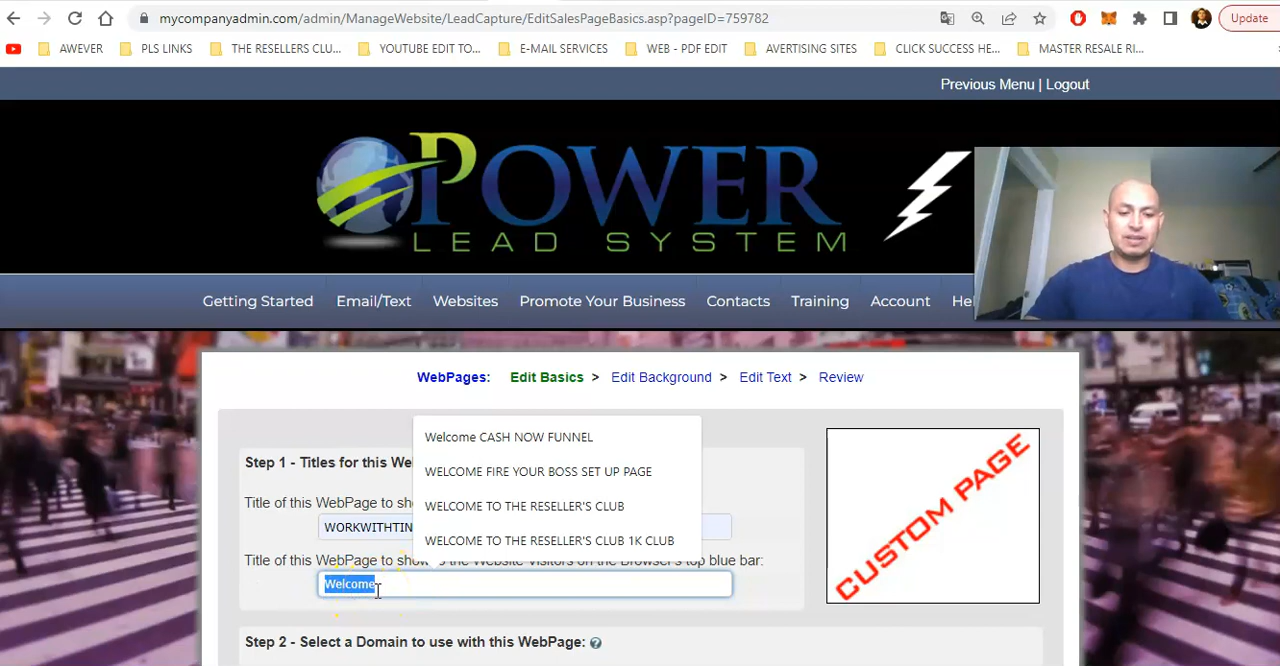 mycompanyadmin.com/admin/ManageWebsite/LeadCapture/EditSalesPageBasics.asp?pageID=759782
Update
AWEVER
PLS LINKS
THE RESELLERS CLU...
YOUTUBE EDIT TO...
E-MAIL SERVICES
WEB - PDF EDIT
AVERTISING SITES
CLICK SUCCESS HE...
MASTER RESALE RI...
Previous Menu | Logout
POWER
LEAD SYSTEM
Getting Started
Email/Text
Websites
Promote Your Business
Contacts
Training
Account
Hel
WebPages: Edit Basics > Edit Background > Edit Text > Review
Welcome CASH NOW FUNNEL
Step 1 - Titles for this We
WELCOME FIRE YOUR BOSS SET UP PAGE
Title of this WebPage to sho
WELCOME TO THE RESELLER'S CLUB
WORKWITHTIN
WELCOME TO THE RESELLER'S CLUB 1K CLUB
Title of this WebPage to show to the Website Visitors on the Browser's top blue bar:
Welcome
CUSTOM PAGE
Step 2 - Select a Domain to use with this WebPage: ?